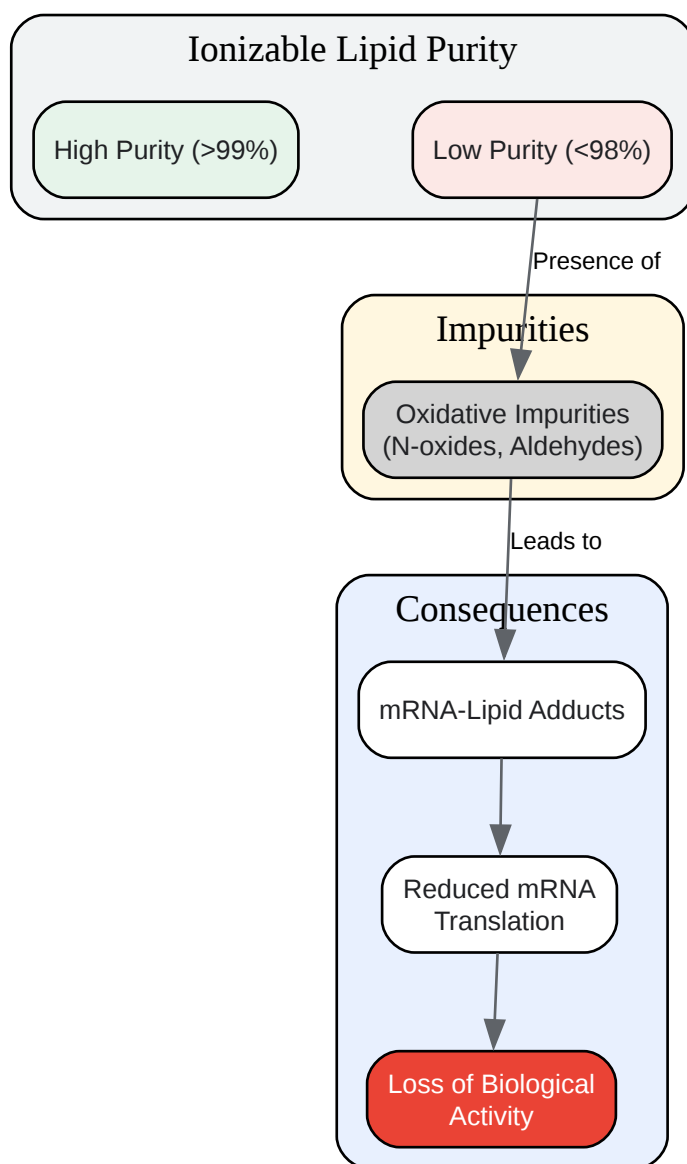 Ionizable Lipid Purity
High Purity (>99%)
Low Purity (<98%)
Presence of
Impurities
Oxidative Impurities
(N-oxides, Aldehydes)
Leads to
Consequences
mRNA-Lipid Adducts
Reduced mRNA
Translation
Loss of Biological
Activity